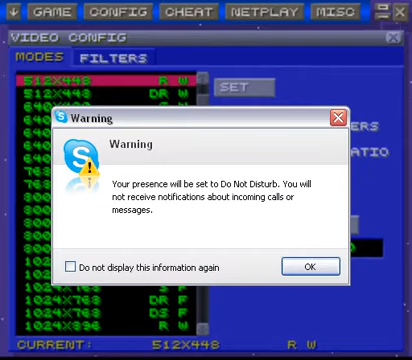 GAME CONFIG CHEAT NETPLAY MISC
VIDEO CONFIG
MODES FILTERS
512X448 R W
512X448 DR W
SET
Warning
Warning
ERS
ATIO
Your presence will be set to Do Not Disturb. You will
not receive notifications about incoming calls or
messages.
Do not display this information again
OK
1024X768 DR F
1024X768 DS F
1024X896 R W
CURRENT: 512X448 R W